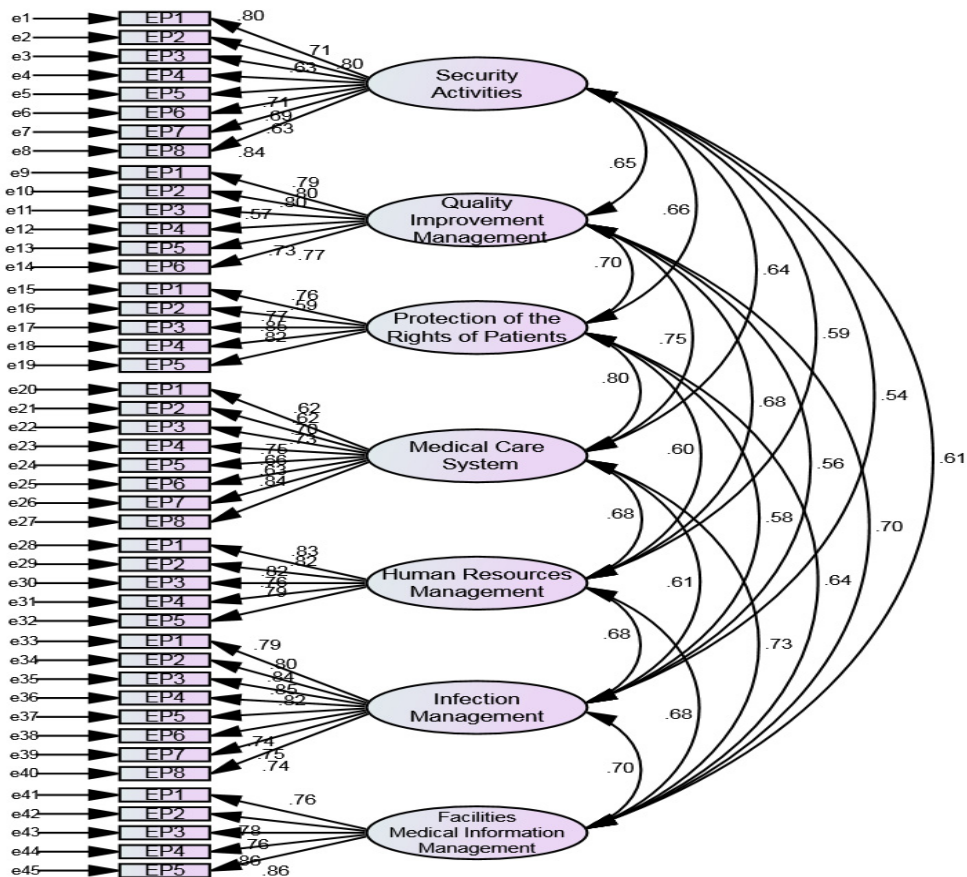 e1 EP1 .80
e2 EP2
e3 EP3 .71
e4 EP4 .63 .80
e5 EP5
e6 EP6 .71
e7 EP7 .69
.63
e8 EP8 .84
Security
Activities
.65
e9 EP1
e10 EP2 .79
.80
e11 EP3 .80
e12 EP4 .57
e13 EP5 .73 .77
e14 EP6
Quality
Improvement
Management
.66
.70
.64
e15 EP1 .76
e16 EP2 .59
e17 EP3 .77
e18 EP4 .85
.82
e19 EP5
Protection of the
Rights of Patients
.75
.59
.80
.54
e20 EP1
e21 EP2 .62
.62
e22 EP3 .70
e23 EP4 .73
e24 EP5 .75
.66
e25 EP6 .63
e26 EP7 .84
e27 EP8
Medical Care
System
.68
.60
.56
.61
.68
.58
.70
e28 EP1 .83
e29 EP2 .82
e30 EP3 .82
e31 EP4 .76
.79
e32 EP5
Human Resources
Management
.61
.64
.68
.73
e33 EP1 .79
e34 EP2 .80
e35 EP3 .84
e36 EP4 .85
.82
e37 EP5
e38 EP6
e39 EP7 .74
.75
e40 EP8 .74
Infection
Management
.68
.70
e41 EP1 .76
e42 EP2
e43 EP3 .78
e44 EP4 .76
.86
e45 EP5 .86
Facilities
Medical Information
Management